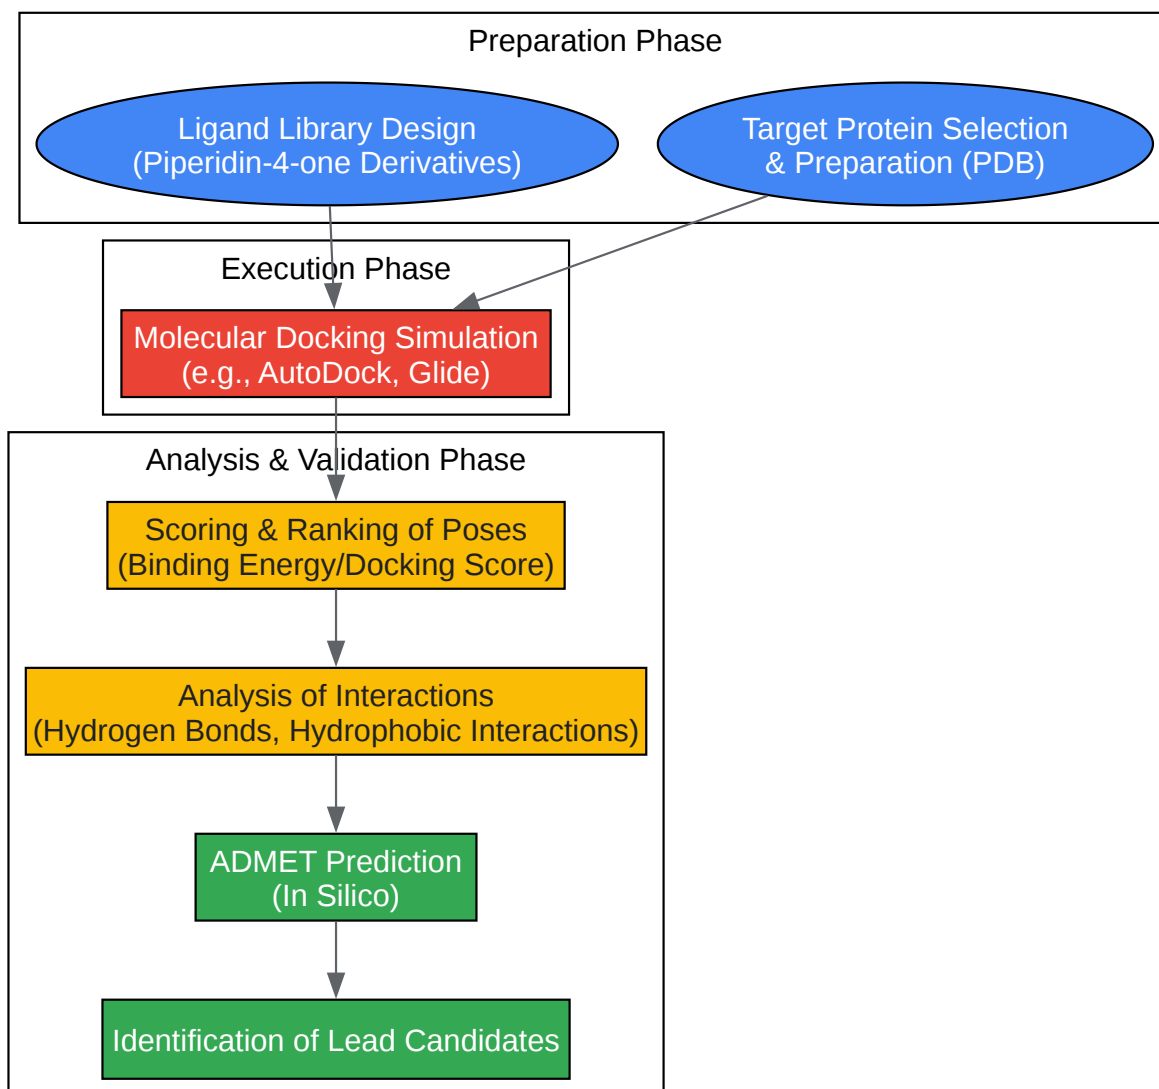 Preparation Phase
Ligand Library Design
(Piperidin-4-one Derivatives)
Target Protein Selection
& Preparation (PDB)
Execution Phase
Molecular Docking Simulation
(e.g., AutoDock, Glide)
Analysis & Validation Phase
Scoring & Ranking of Poses
(Binding Energy/Docking Score)
Analysis of Interactions
(Hydrogen Bonds, Hydrophobic Interactions)
ADMET Prediction
(In Silico)
Identification of Lead Candidates